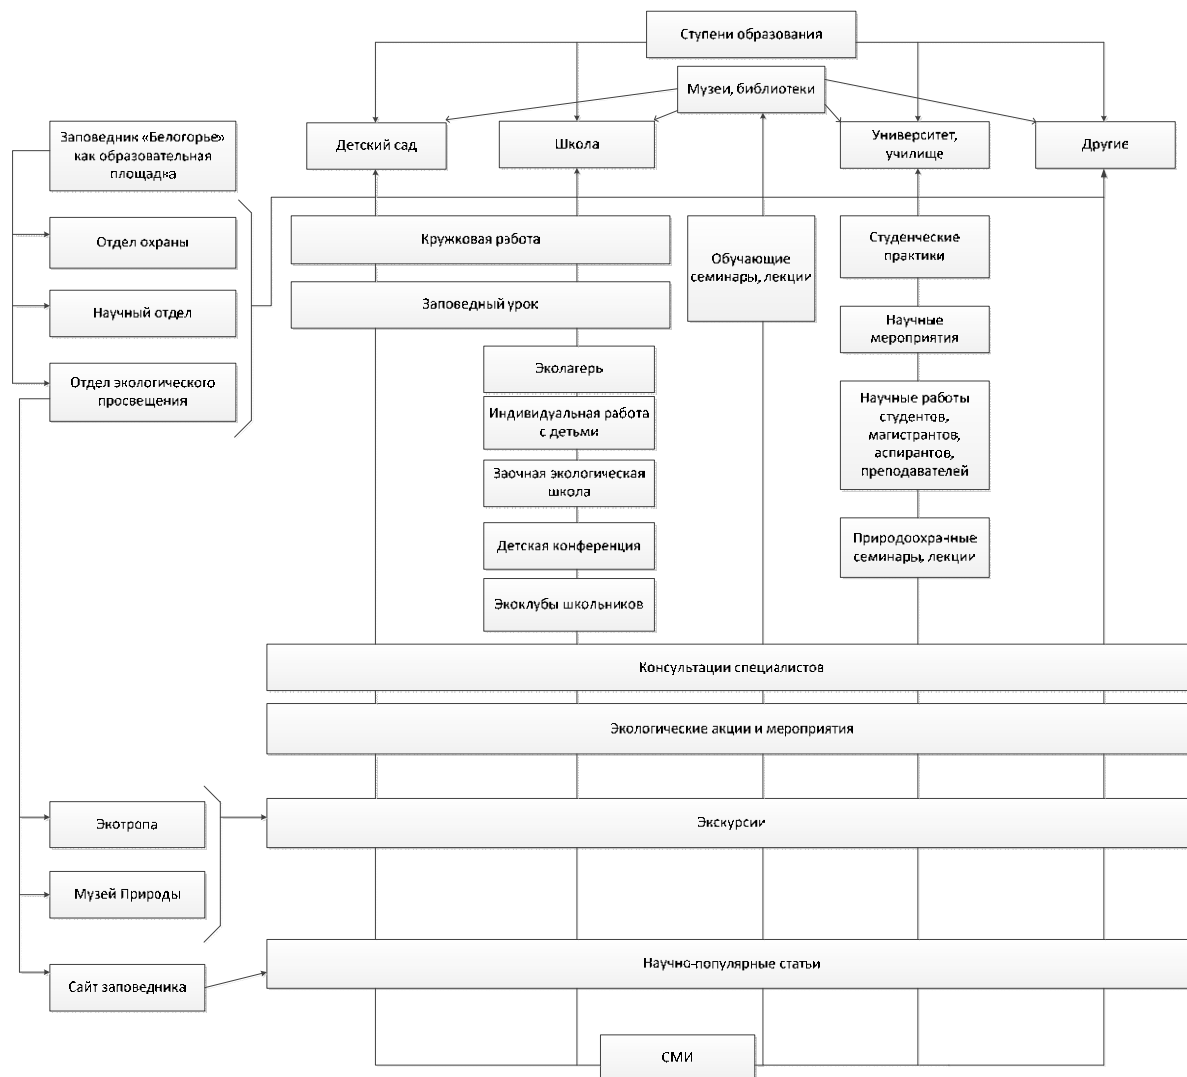 Ступени образования
Музеи, библиотеки
Заповедник «Белогорье»
как образовательная
площадка
Детский сад
Школа
Университет,
училище
Другие
Отдел охраны
Научный отдел
Отдел экологического
просвещения
Кружковая работа
Заповедный урок
Обучающие
семинары, лекции
Студенческие
практики
Научные
мероприятия
Эколагерь
Индивидуальная работа
с детьми
Заочная экологическая
школа
Детская конференция
Экоклубы школьников
Научные работы
студентов,
магистрантов,
аспирантов,
преподавателей
Природоохранные
семинары, лекции
Консультации специалистов
Экологические акции и мероприятия
Экотропа
Экскурсии
Музей Природы
Сайт заповедника
Научно-популярные статьи
СМИ